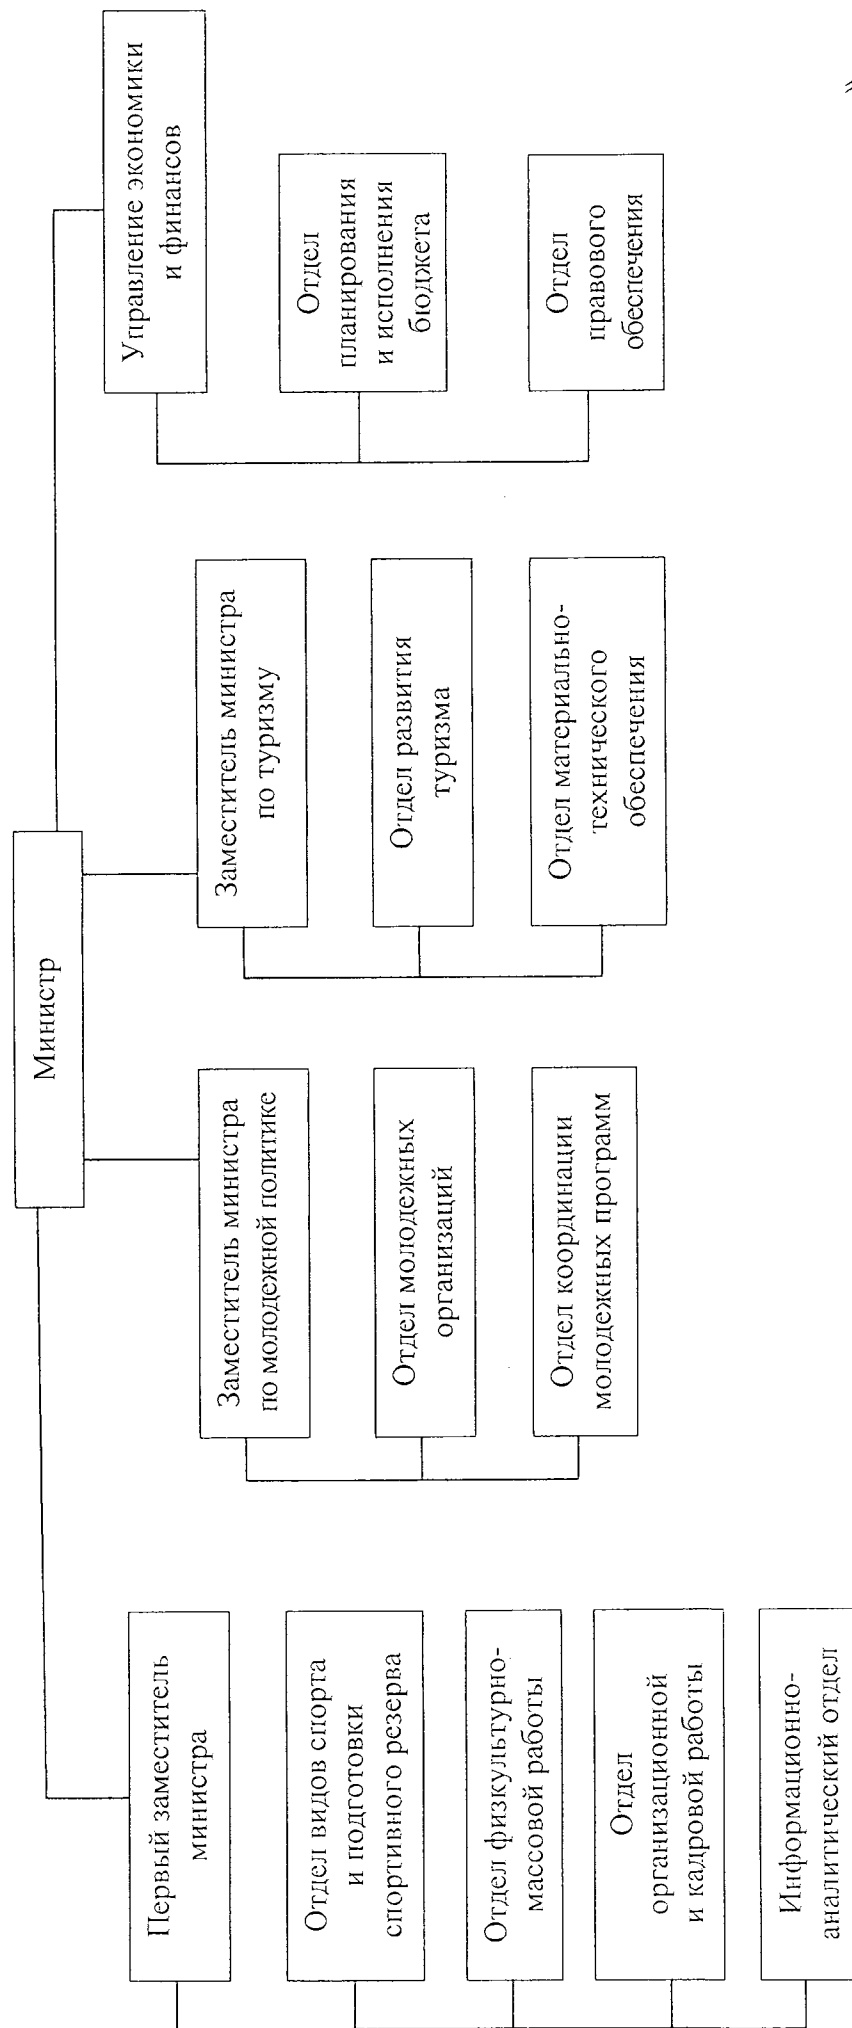 Министр
Первый заместитель
министра
Отдел видов спорта
и подготовки
спортивного резерва
Отдел физкультурно-
массовой работы
Отдел
организационной
и кадровой работы
Информационно-
аналитический отдел
Заместитель министра
по молодежной политике
Отдел молодежных
организаций
Отдел координации
молодежных программ
Заместитель министра
по туризму
Отдел развития
туризма
Отдел материально-
технического
обеспечения
Управление экономики
и финансов
Отдел
планирования
и исполнения
бюджета
Отдел
правового
обеспечения